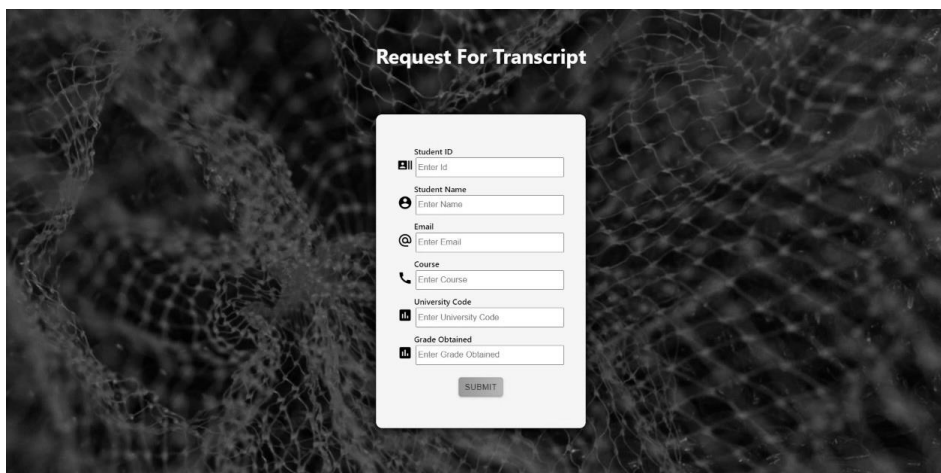 Request For Transcript
Student ID
Enter Id
Student Name
Enter Name
Email
Enter Email
Course
Enter Course
University Code
Enter University Code
Grade Obtained
Enter Grade Obtained
SUBMIT